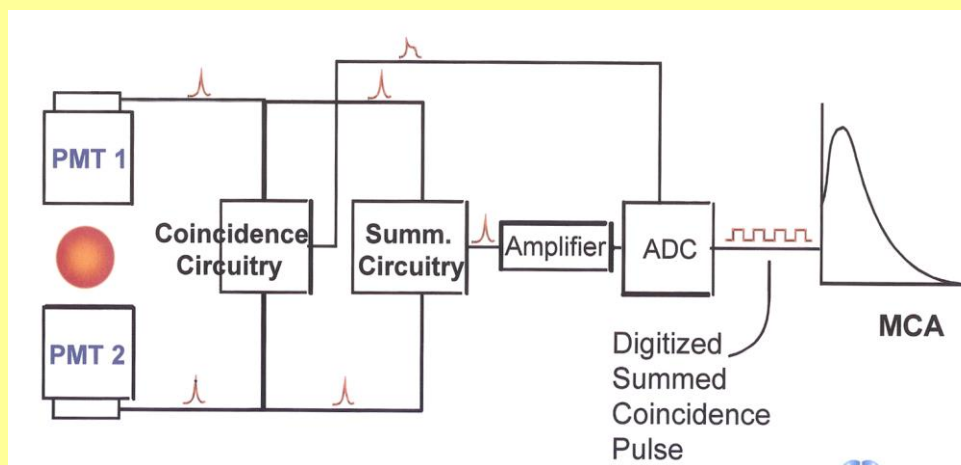 PMT 1
Coincidence
Circuitry
Summ.
Circuitry
Amplifier
ADC
PMT 2
MCA
Digitized
Summed
Coincidence
Pulse